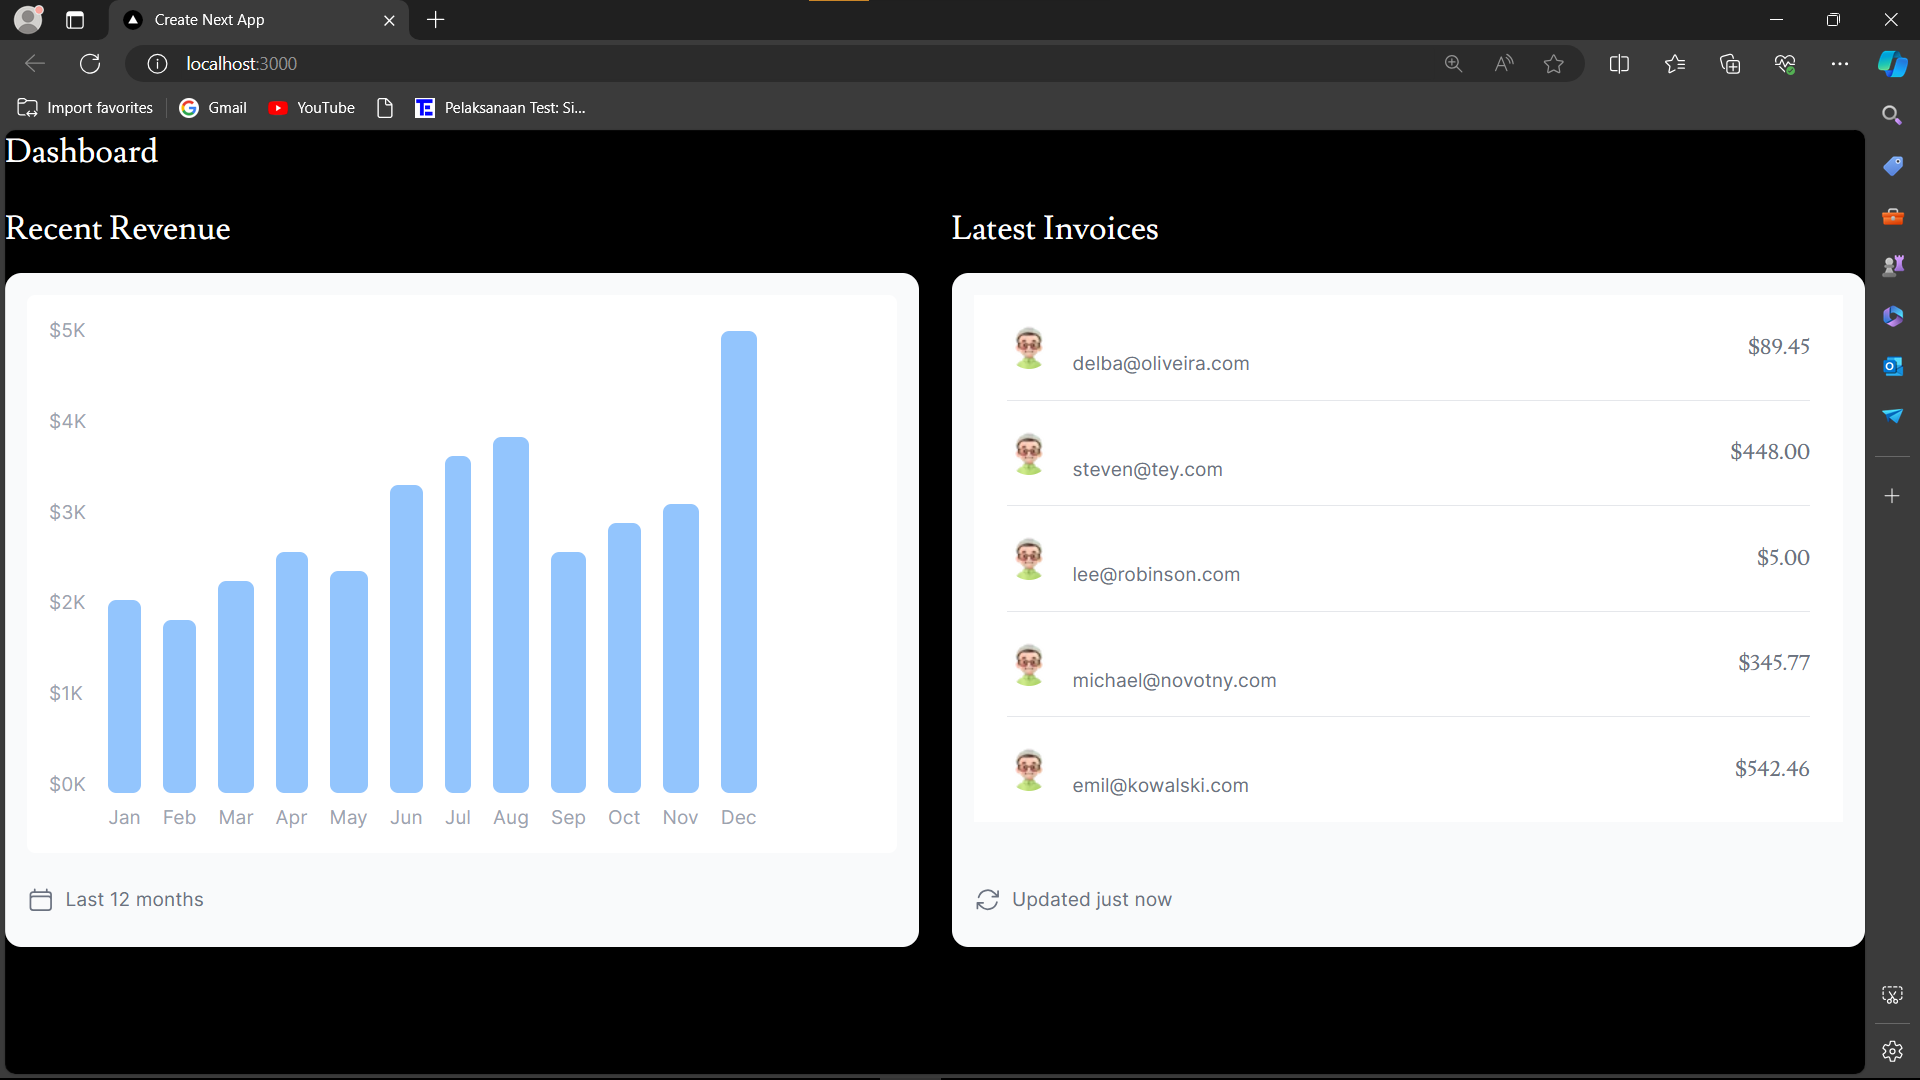 Create Next App
localhost:3000
Import favorites
Gmail
YouTube
Pelaksanaan Test: Si...
Dashboard
Recent Revenue
$5K
$4K
$3K
$2K
$1K
$0K
Jan Feb Mar Apr May Jun Jul Aug Sep Oct Nov Dec
Last 12 months
Latest Invoices
delba@oliveira.com $89.45
steven@tey.com $448.00
lee@robinson.com $5.00
michael@novotny.com $345.77
emil@kowalski.com $542.46
Updated just now